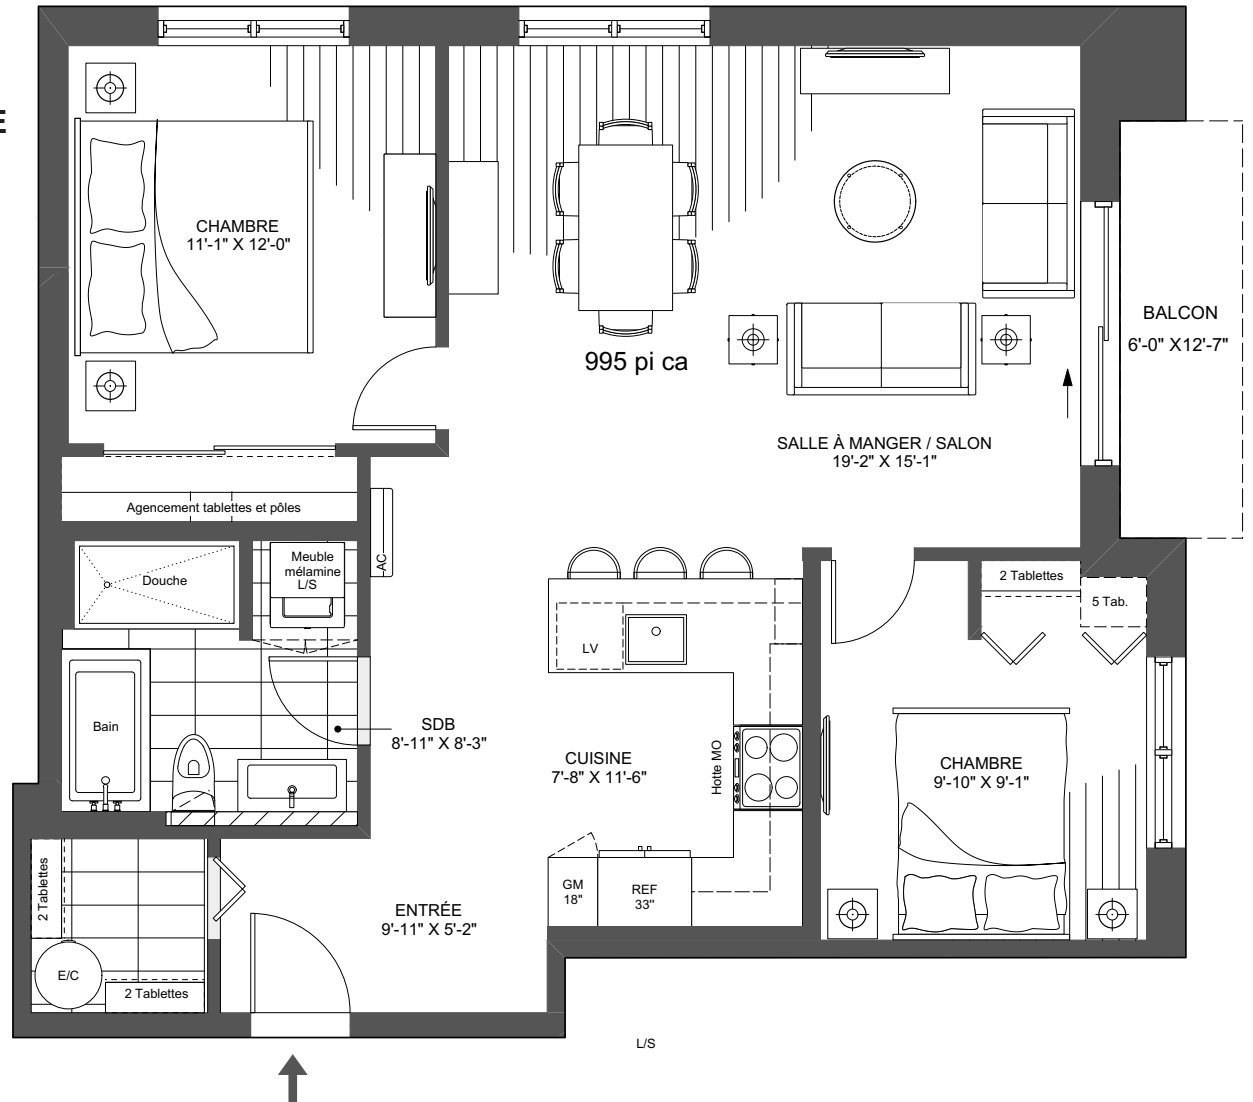 E
CHAMBRE
11'-1" X 12'-0"
995 pi ca
BALCON
6'-0" X12'-7"
SALLE À MANGER / SALON
19'-2" X 15'-1"
Agencement tablettes et pôles
AC
Douche
Meuble
mélamine
L/S
2 Tablettes
5 Tab.
LV
Bain
SDB
8'-11" X 8'-3"
CUISINE
7'-8" X 11'-6"
Hotte MO
CHAMBRE
9'-10" X 9'-1"
2 Tablettes
GM
18"
REF
33"
ENTRÉE
9'-11" X 5'-2"
E/C
2 Tablettes
L/S